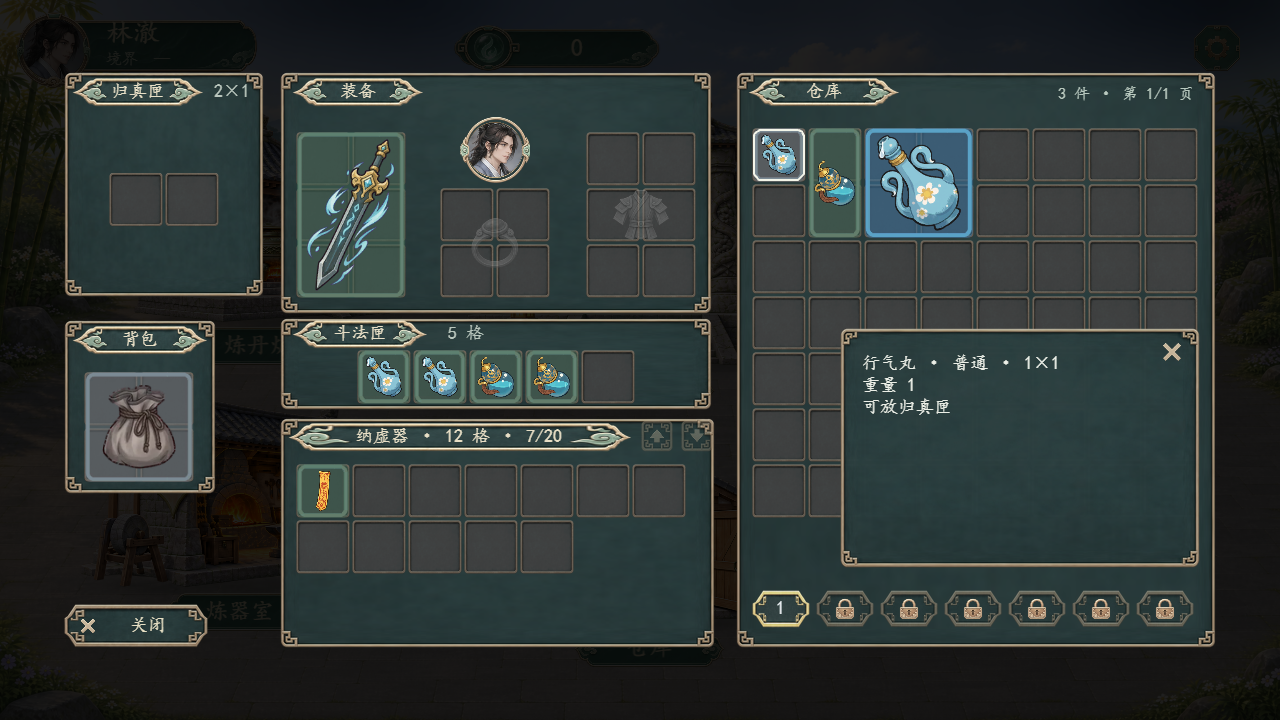 林澈
境界 一
0
归真匣 2×1
装备
仓库
3 件 • 第 1/1 页
背包
斗法匣 5 格
行气丸 • 普通 • 1×1
重量 1
可放归真匣
纳虚器 • 12 格 • 7/20
炼丹
炼器室
1
关闭
仓库